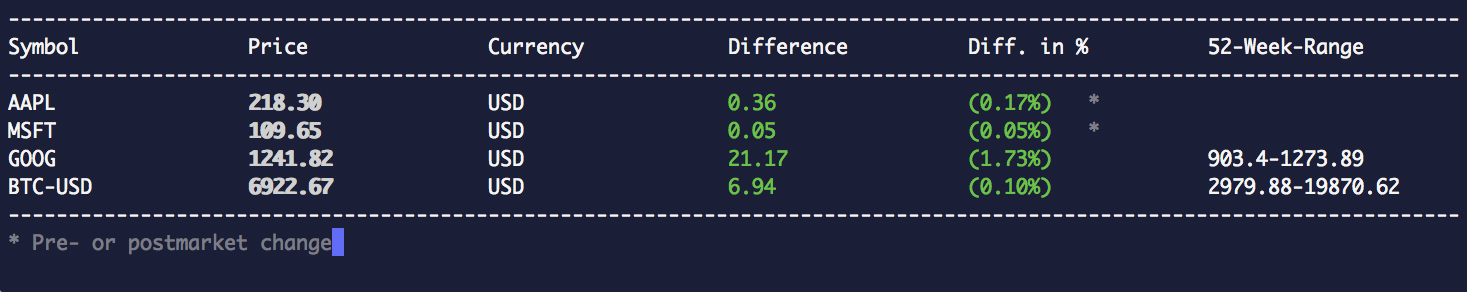 Symbol Price Currency Difference Diff. in % 52-Week-Range
AAPL 218.30 USD 0.36 (0.17%) *
MSFT 109.65 USD 0.05 (0.05%) *
GOOG 1241.82 USD 21.17 (1.73%) 903.4-1273.89
BTC-USD 6922.67 USD 6.94 (0.10%) 2979.88-19870.62
* Pre- or postmarket change